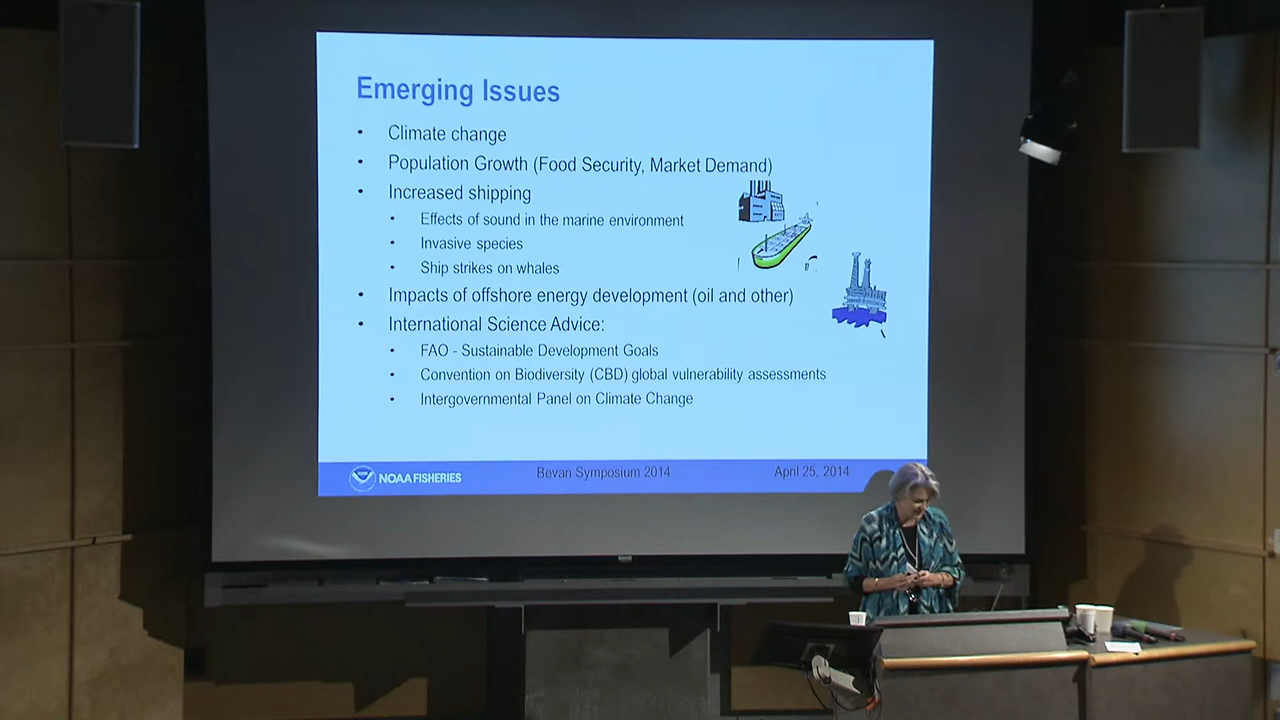 Emerging Issues
• Climate change
• Population Growth (Food Security, Market Demand)
• Increased shipping
• Effects of sound in the marine environment
• Invasive species
• Ship strikes on whales
• Impacts of offshore energy development (oil and other)
• International Science Advice:
• FAO - Sustainable Development Goals
• Convention on Biodiversity (CBD) global vulnerability assessments
• Intergovernmental Panel on Climate Change
NOAA FISHERIES
Bevan Symposium 2014
April 25, 2014